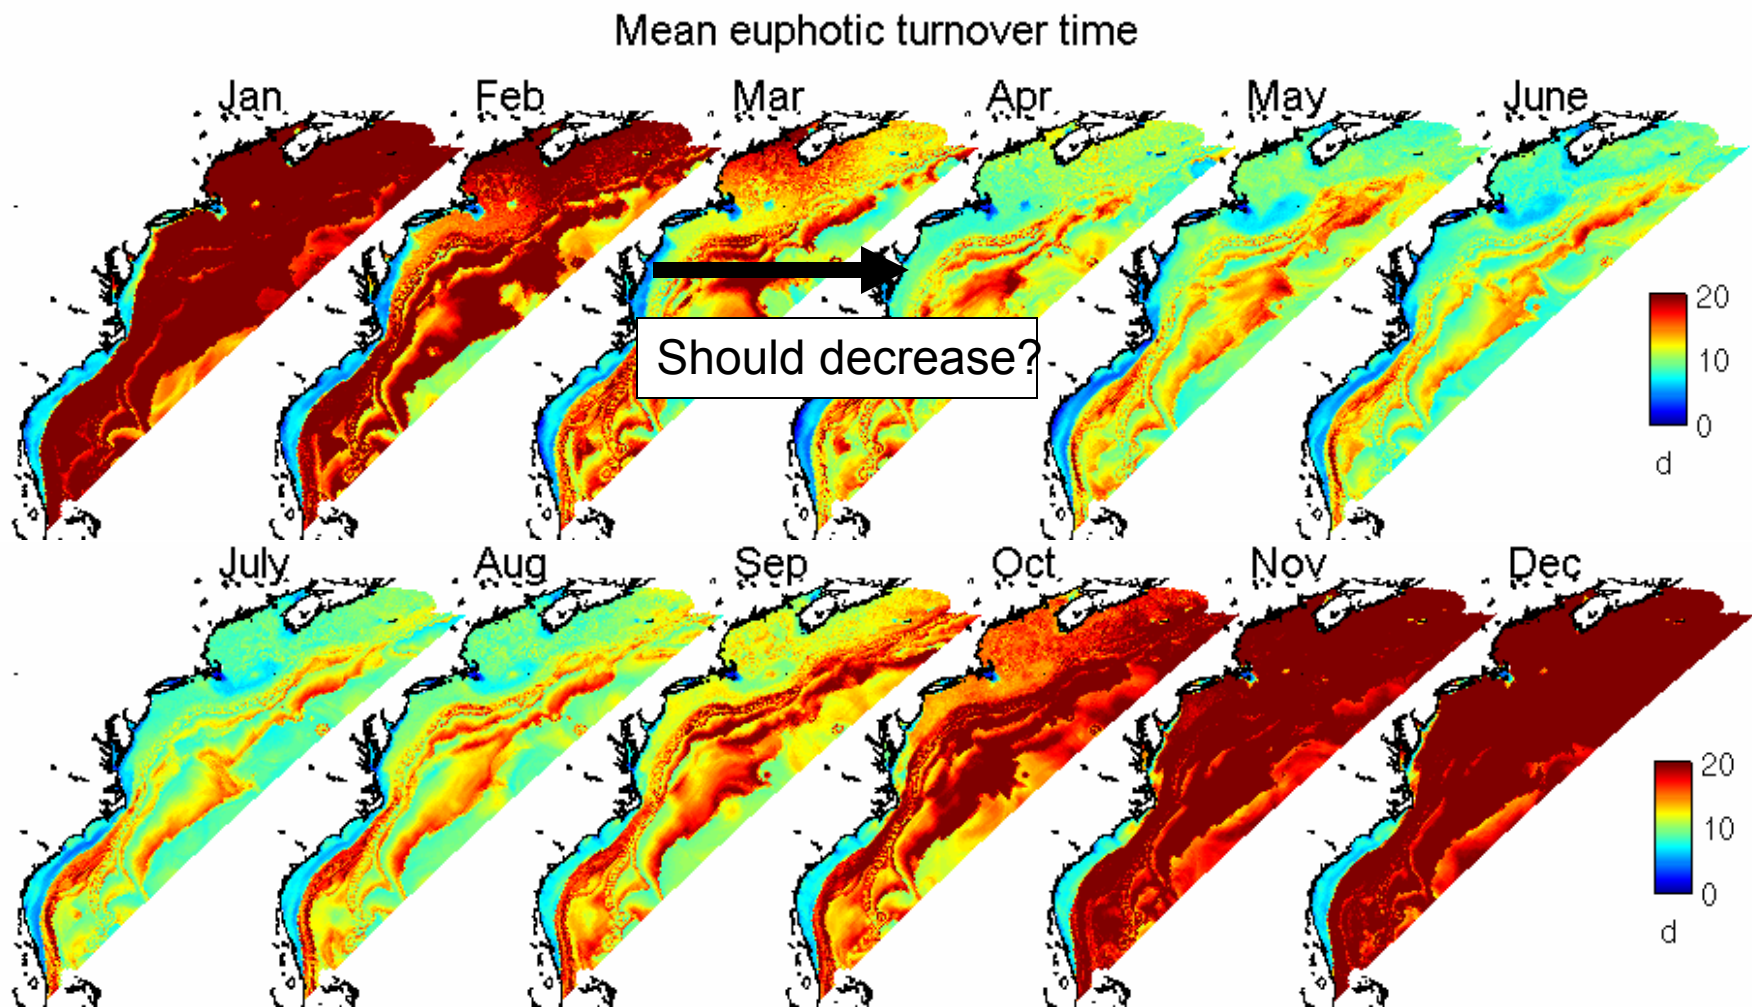 Mean euphotic turnover time
Jan Feb Mar Apr May June
Should decrease?
20
10
0
d
July Aug Sep Oct Nov Dec
20
10
0
d